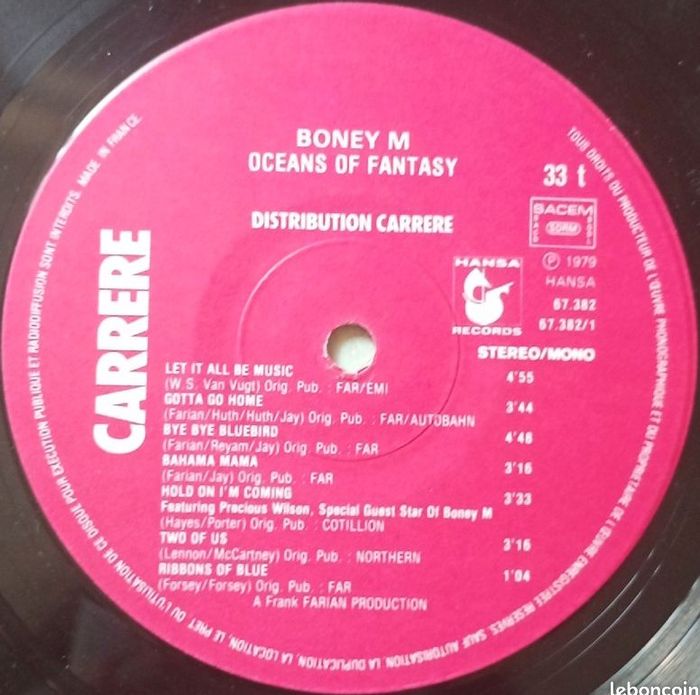 BONEY M
OCEANS OF FANTASY
33 t
DISTRIBUTION CARRERE
SACEM
SDRM
℗ 1979
HANSA
67.382
67.382/1
HANSA
RECORDS
STEREO/MONO
CARRERE
LET IT ALL BE MUSIC
(W.S. Van Vugt) Orig. Pub. : FAR/EMI 4'55
GOTTA GO HOME
(Farian/Huth/Huth/Jay) Orig. Pub. : FAR/AUTOBAHN 3'44
BYE BYE BLUEBIRD
(Farian/Reyam/Jay) Orig. Pub. : FAR 4'46
BAHAMA MAMA
(Farian/Jay) Orig. Pub. : FAR 3'16
HOLD ON I'M COMING 3'33
Featuring Precious Wilson, Special Guest Star Of Boney M
(Hayes/Porter) Orig. Pub. : COTILLION
TWO OF US
(Lennon/McCartney) Orig. Pub. : NORTHERN 3'16
RIBBONS OF BLUE
(Forsey/Forsey) Orig. Pub. : FAR 1'04
A Frank FARIAN PRODUCTION
TOUS DROITS DU PRODUCTEUR DE L'ŒUVRE PHONOGRAPHIQUE ET DU PROPRIETAIRE DE L'ŒUVRE ENREGISTREE RESERVES. SAUF AUTORISATION, LA DUPLICATION, LA LOCATION, LE PRET OU L'UTILISATION DE CE DISQUE POUR EXECUTION PUBLIQUE ET RADIODIFFUSION SONT INTERDITS. MADE IN FRANCE.
leboncoin